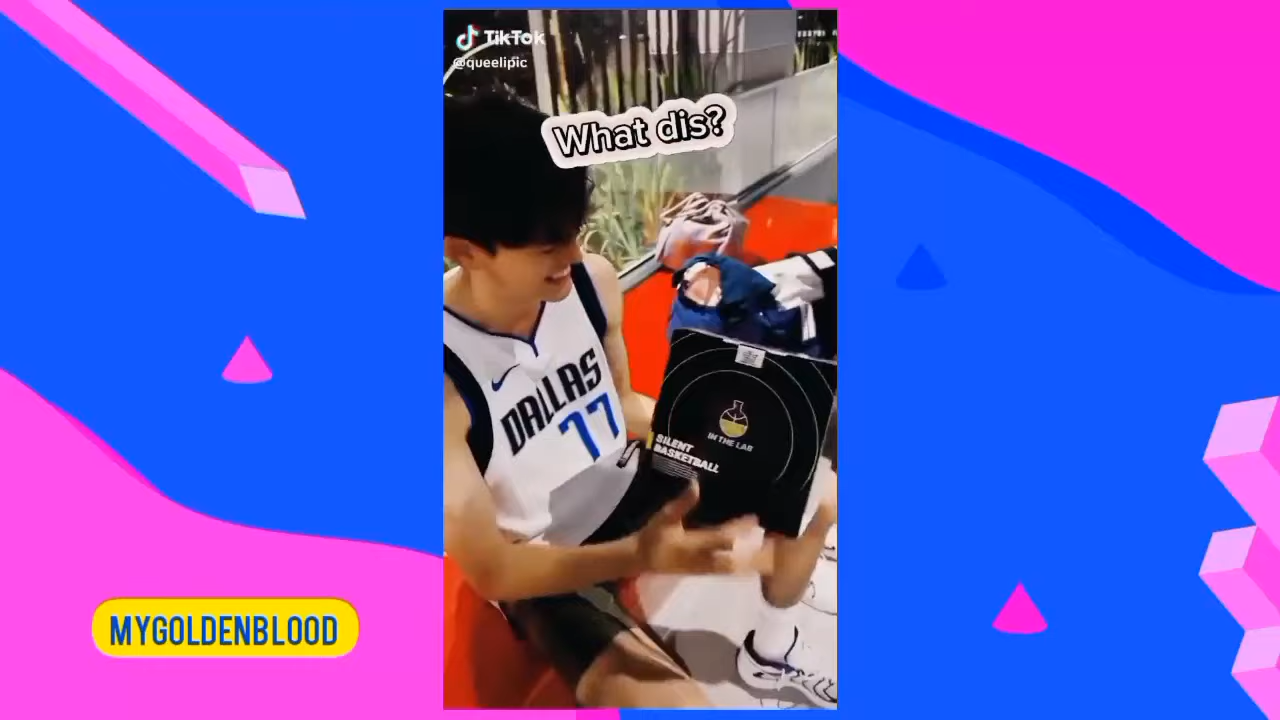 TikTok
@queelipic
What dis?
DALLAS
77
IN THE LAB
SILENT
BASKETBALL
MYGOLDENBLOOD